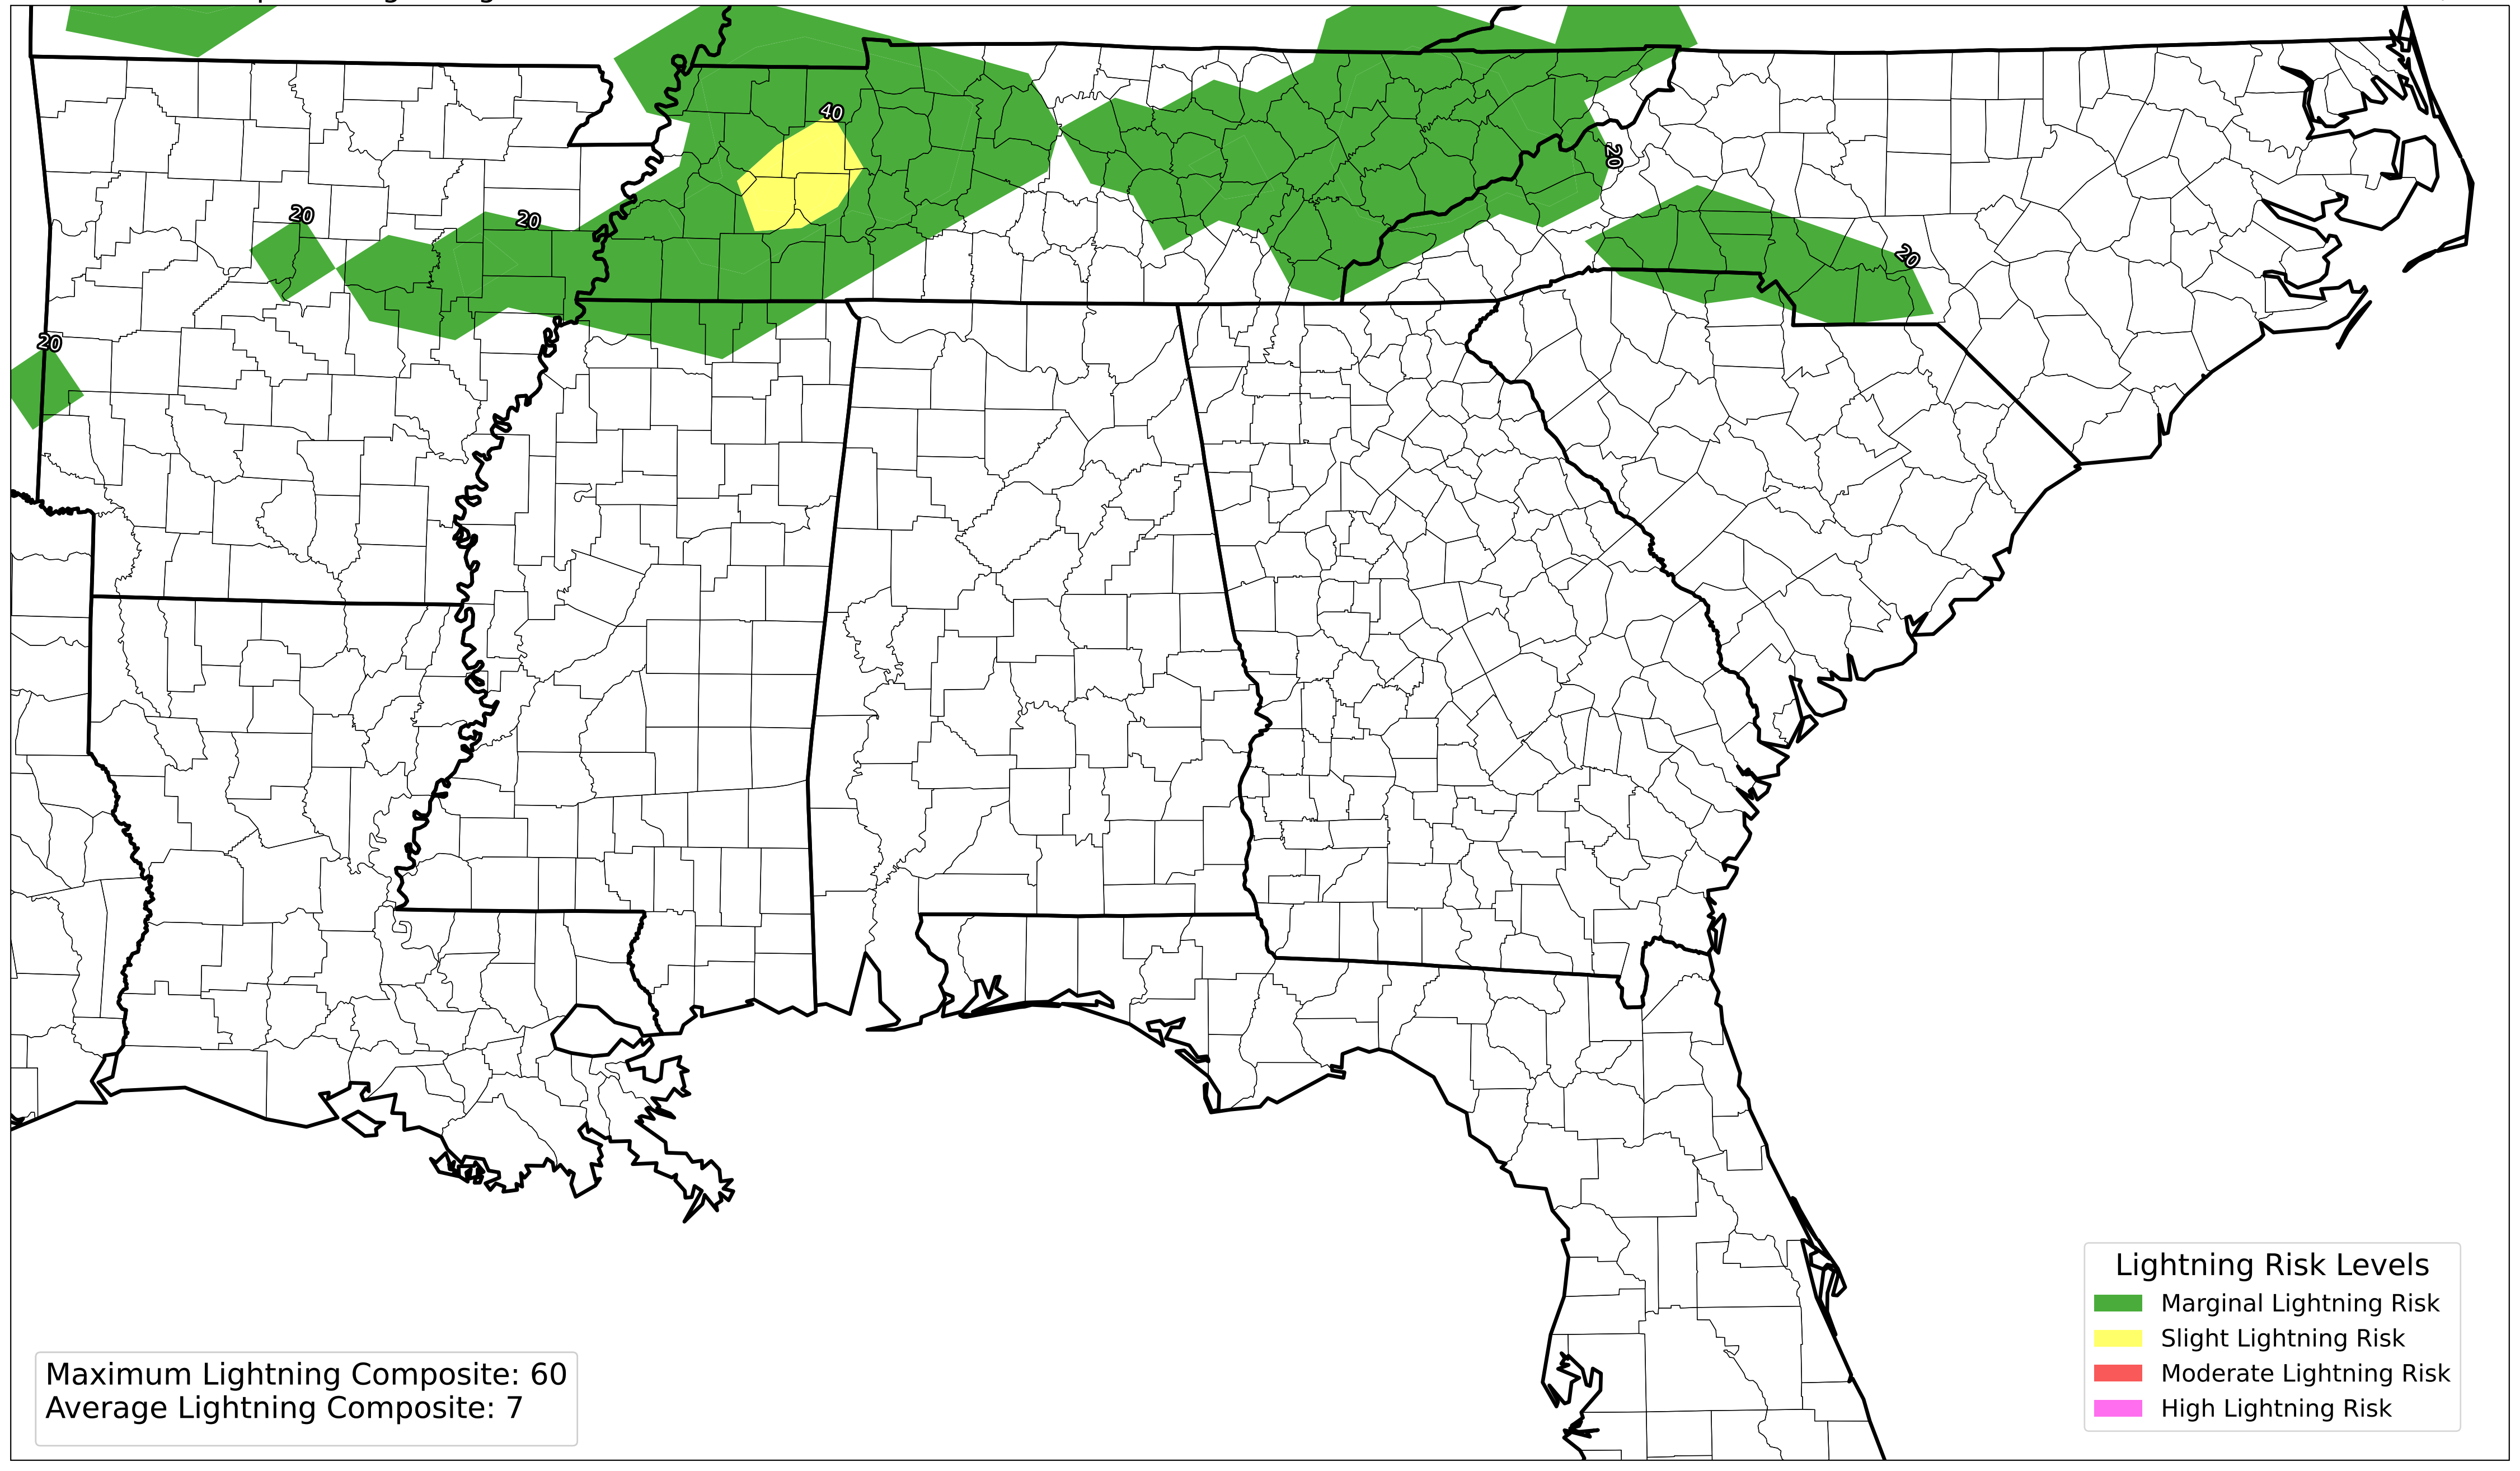 40
20
20
20
20
20
Lightning Risk Levels
Marginal Lightning Risk
Slight Lightning Risk
Moderate Lightning Risk
High Lightning Risk
Maximum Lightning Composite: 60
Average Lightning Composite: 7